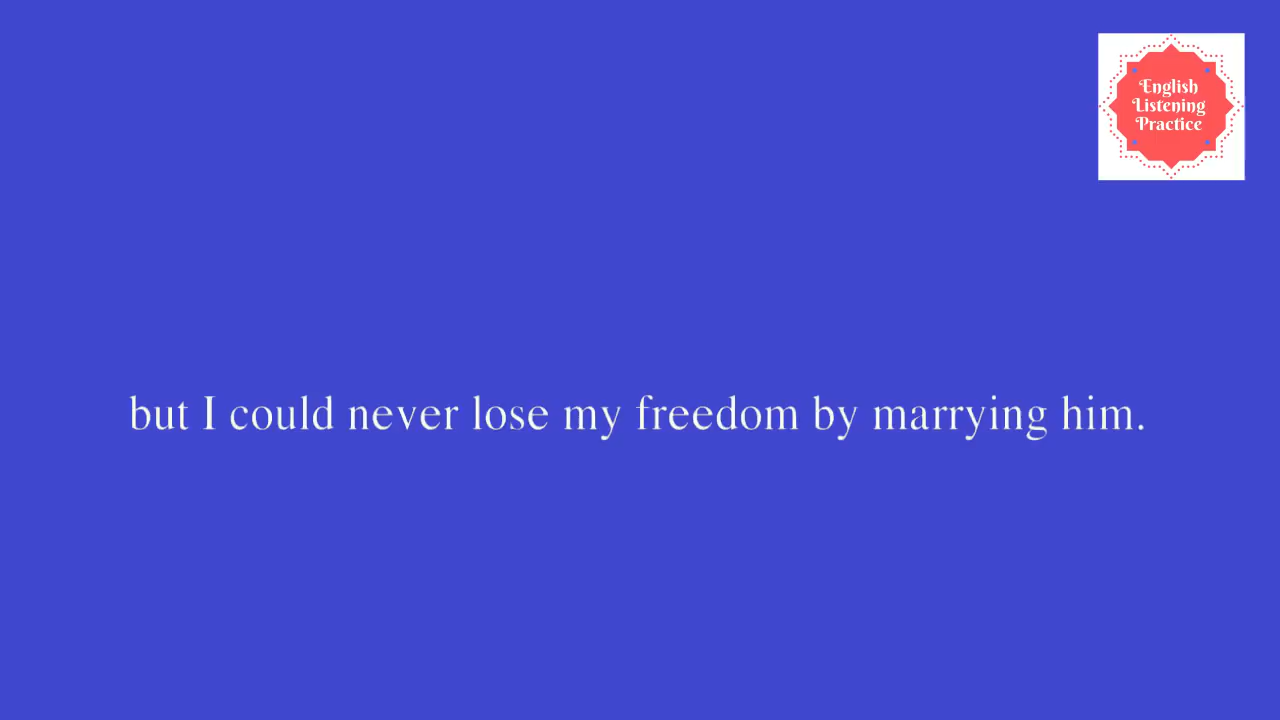 English
Listening
Practice
but I could never lose my freedom by marrying him.